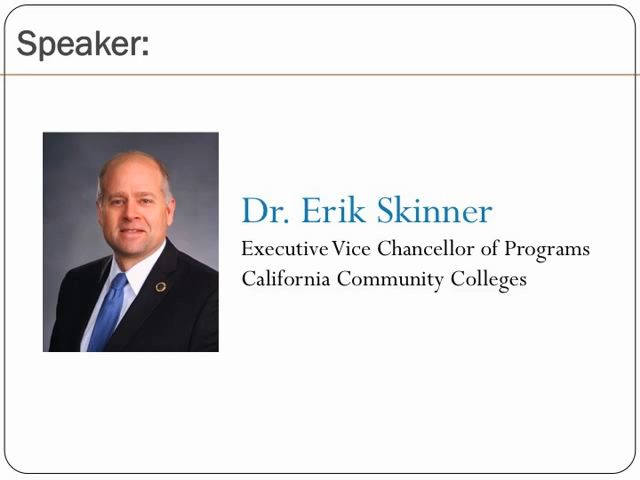 Speaker:
Dr. Erik Skinner
Executive Vice Chancellor of Programs
California Community Colleges